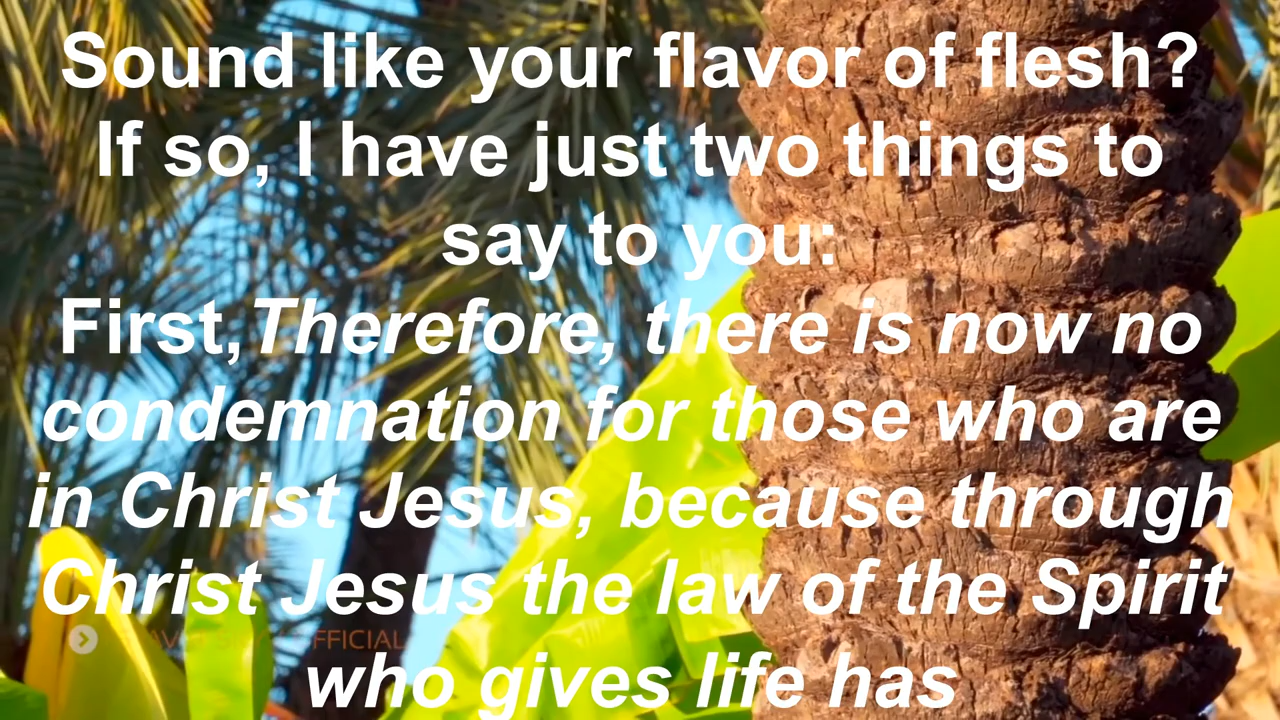 Sound like your flavor of flesh?
If so, I have just two things to
say to you:
First,Therefore, there is now no
condemnation for those who are
in Christ Jesus, because through
Christ Jesus the law of the Spirit
who gives life has